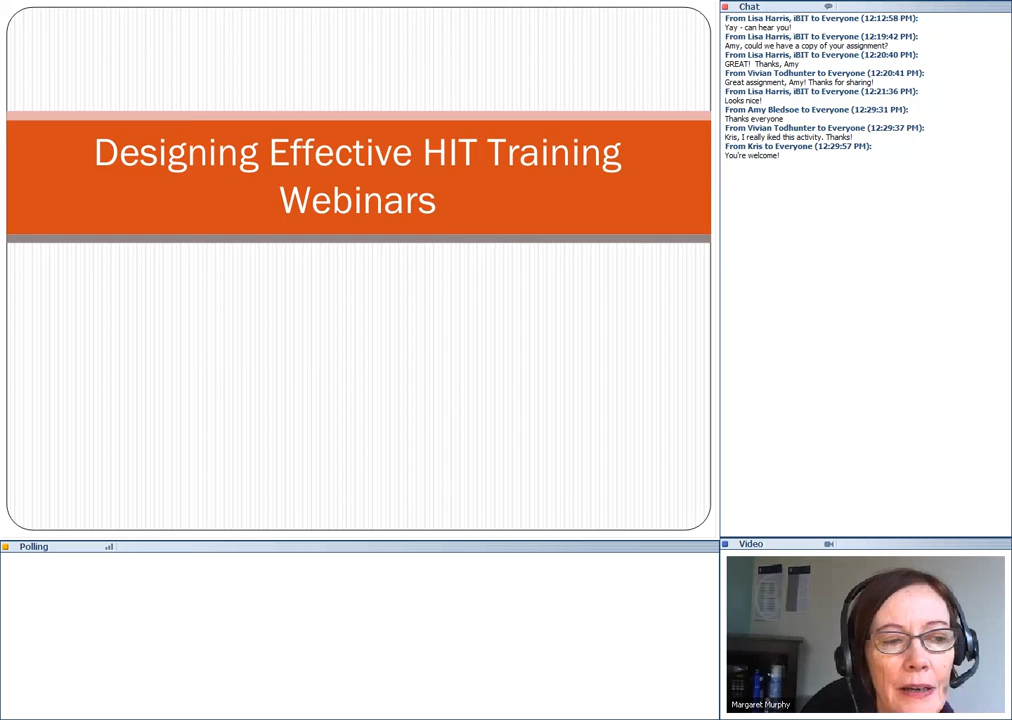 Designing Effective HIT Training
Webinars
Chat
From Lisa Harris, iBIT to Everyone (12:12:58 PM):
Yay - can hear you!
From Lisa Harris, iBIT to Everyone (12:19:42 PM):
Amy, could we have a copy of your assignment?
From Lisa Harris, iBIT to Everyone (12:20:40 PM):
GREAT!  Thanks, Amy
From Vivian Todhunter to Everyone (12:20:41 PM):
Great assignment, Amy! Thanks for sharing!
From Lisa Harris, iBIT to Everyone (12:21:36 PM):
Looks nice!
From Amy Bledsoe to Everyone (12:29:31 PM):
Thanks everyone
From Vivian Todhunter to Everyone (12:29:37 PM):
Kris, I really liked this activity. Thanks!
From Kris to Everyone (12:29:57 PM):
You're welcome!
Polling
Video
Margaret Murphy